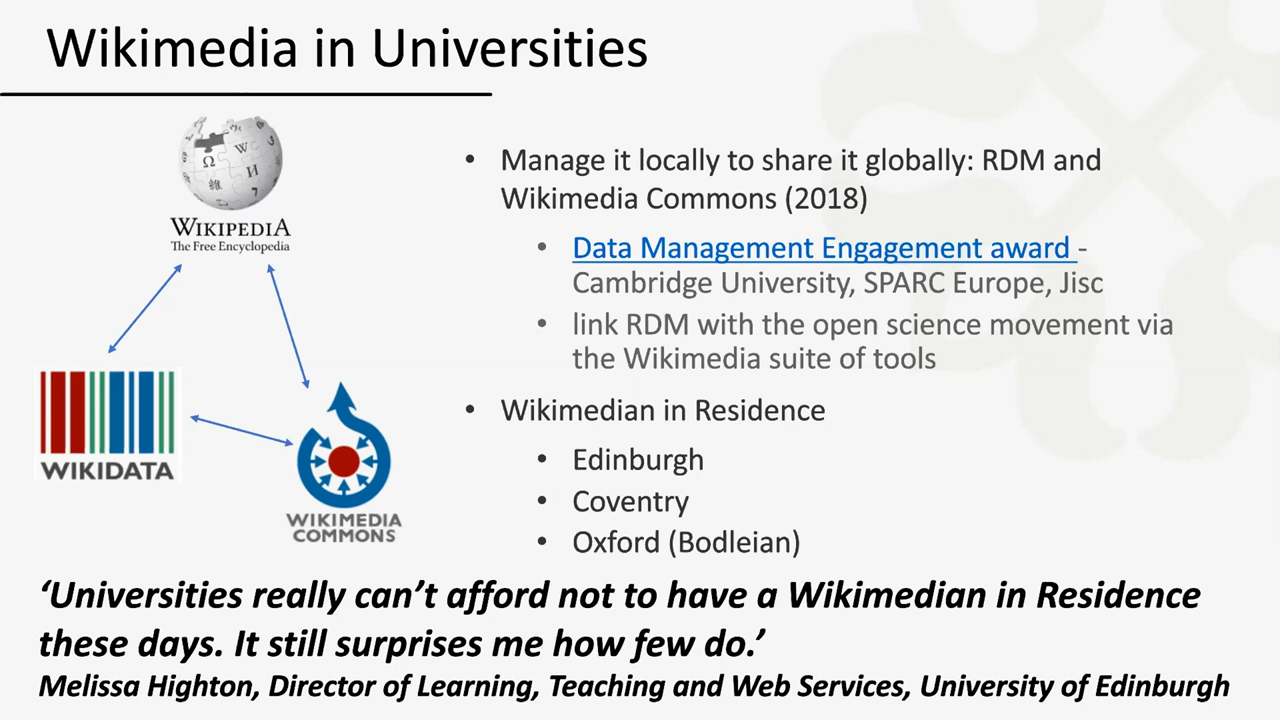 Wikimedia in Universities
WIKIPEDIA
The Free Encyclopedia
WIKIDATA
WIKIMEDIA
COMMONS
• Manage it locally to share it globally: RDM and
Wikimedia Commons (2018)
• Data Management Engagement award -
Cambridge University, SPARC Europe, Jisc
• link RDM with the open science movement via
the Wikimedia suite of tools
• Wikimedian in Residence
• Edinburgh
• Coventry
• Oxford (Bodleian)
‘Universities really can’t afford not to have a Wikimedian in Residence
these days. It still surprises me how few do.’
Melissa Highton, Director of Learning, Teaching and Web Services, University of Edinburgh